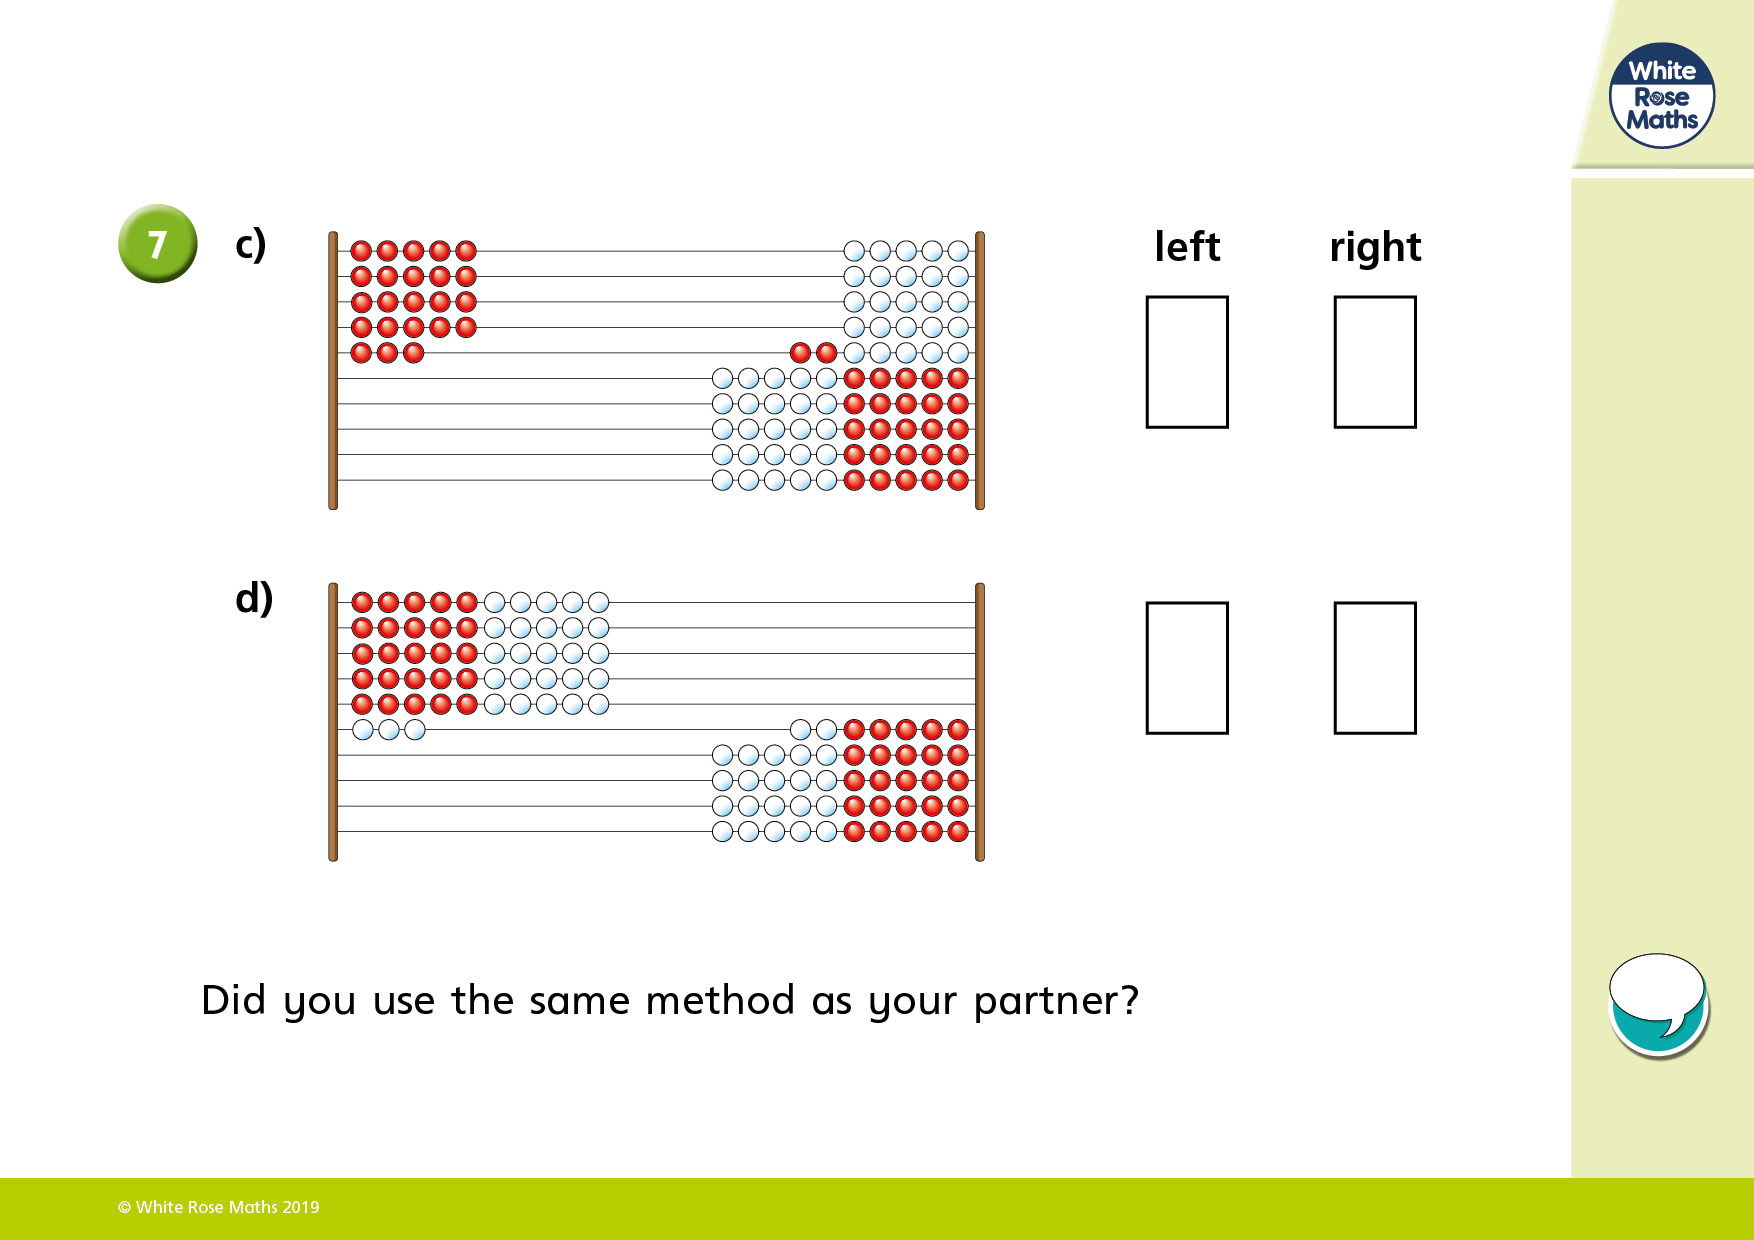 White
Rose
Maths
7
c)
left
right
d)
Did you use the same method as your partner?
© White Rose Maths 2019